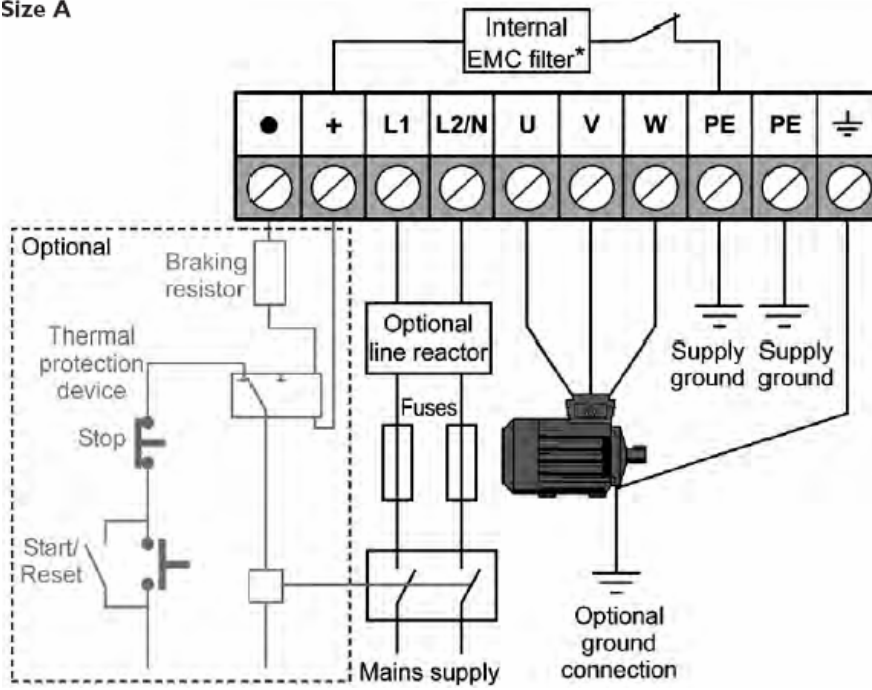 Size A
Internal
EMC filter*
● + L1 L2/N U V W PE PE ⏚
Optional
Braking
resistor
Thermal
protection
device
Stop
Start/
Reset
Optional
line reactor
Fuses
Mains supply
Supply
ground
Supply
ground
Optional
ground
connection